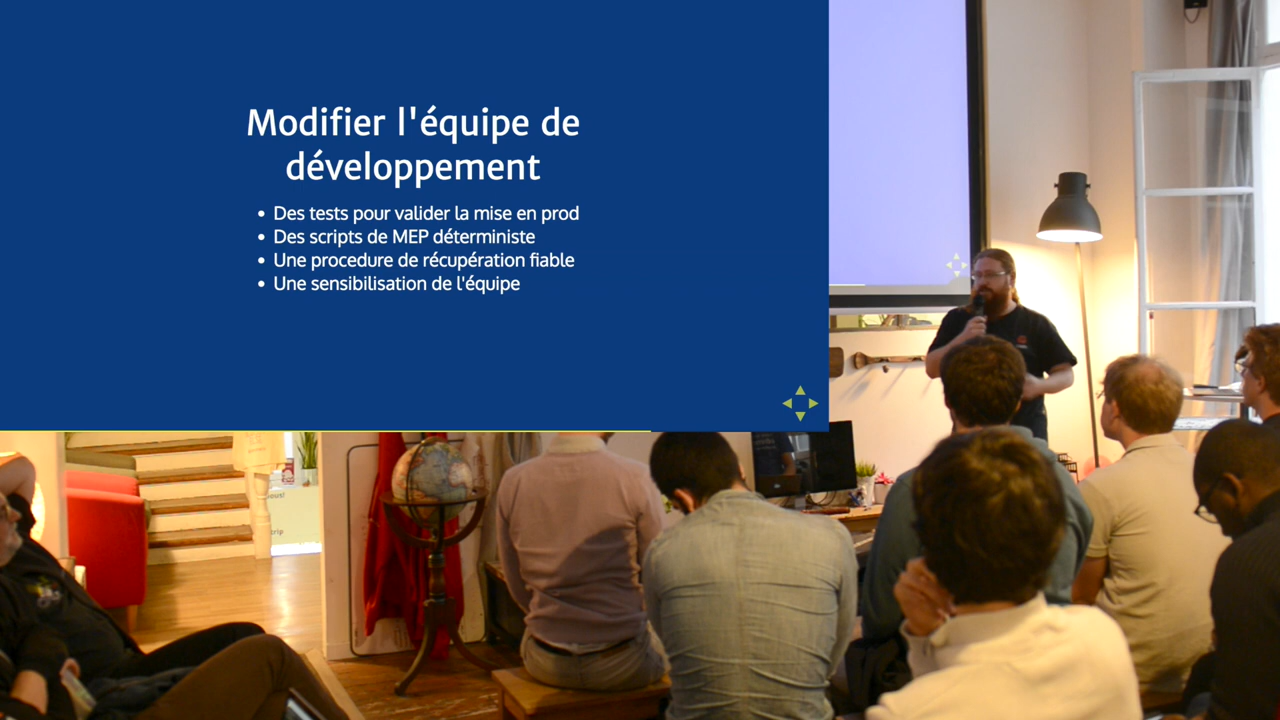 Modifier l'équipe de
développement
• Des tests pour valider la mise en prod
• Des scripts de MEP déterministe
• Une procedure de récupération fiable
• Une sensibilisation de l'équipe